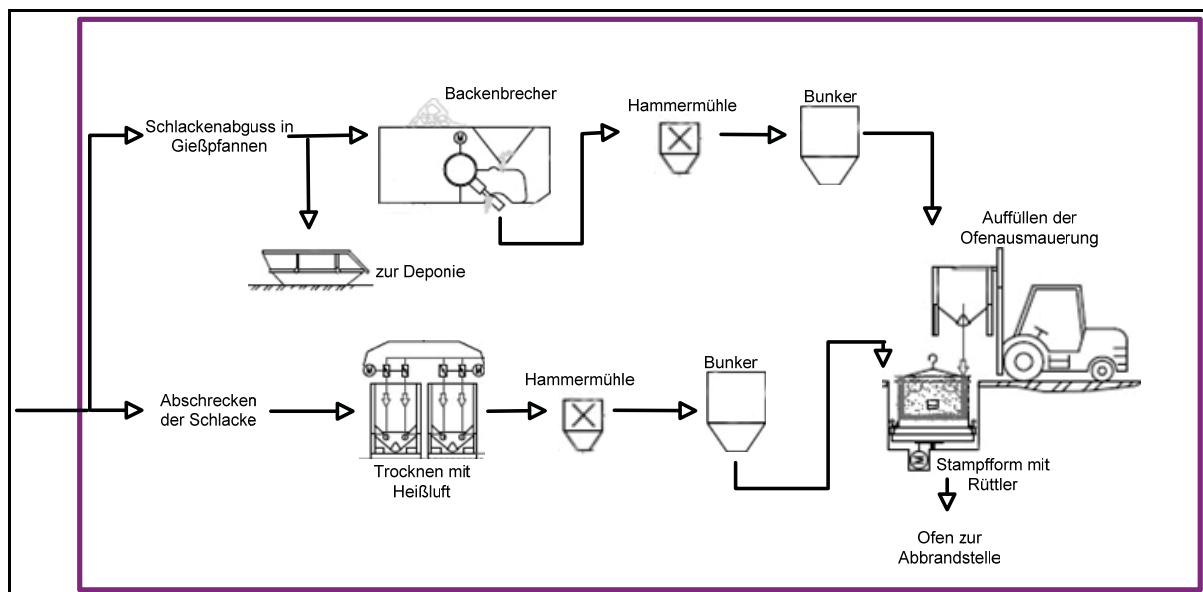 Backenbrecher
Hammermühle
Bunker
Schlackenabguss in
Gießpfannen
Auffüllen der
Ofenausmauerung
zur Deponie
Bunker
Hammermühle
Abschrecken
der Schlacke
Trocknen mit
Heißluft
Stampfform mit
Rüttler
Ofen zur
Abbrandstelle